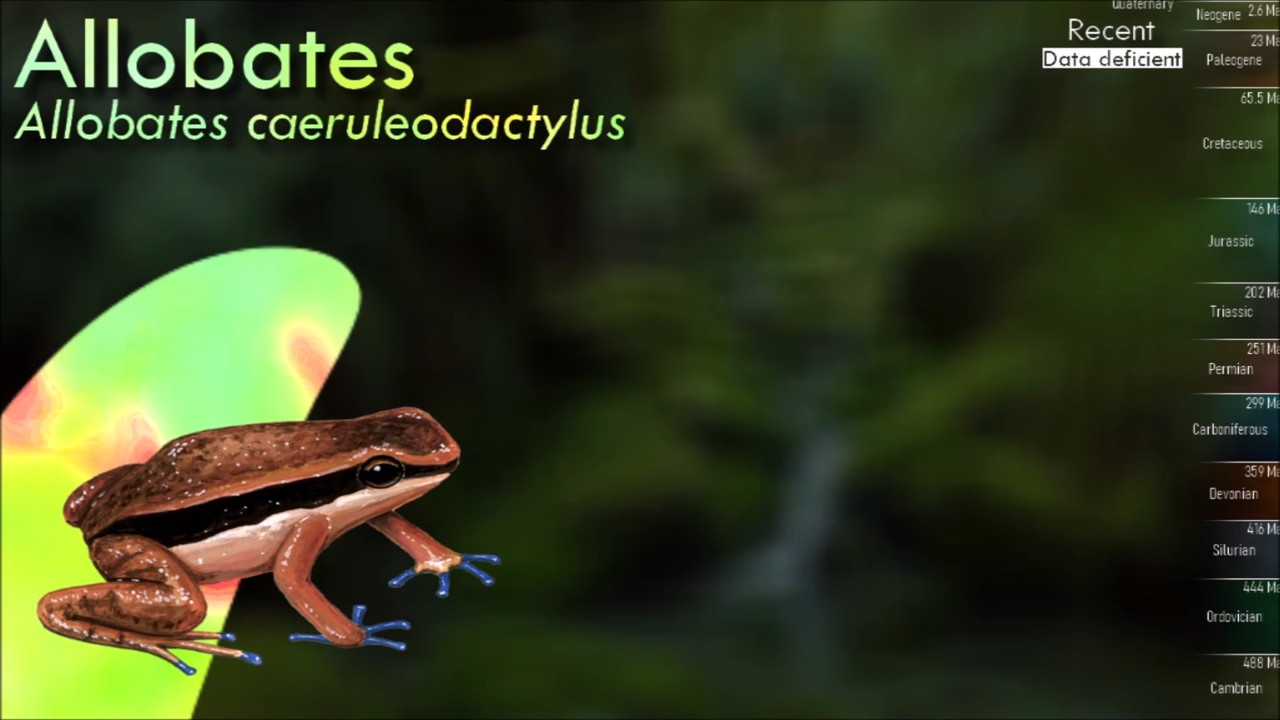 Allobates
Allobates caeruleodactylus
Recent
Data deficient
Quaternary
Neogene 2.6 Ma
23 Ma
Paleogene
65.5 Ma
Cretaceous
146 Ma
Jurassic
202 Ma
Triassic
251 Ma
Permian
299 Ma
Carboniferous
359 Ma
Devonian
416 Ma
Silurian
444 Ma
Ordovician
488 Ma
Cambrian